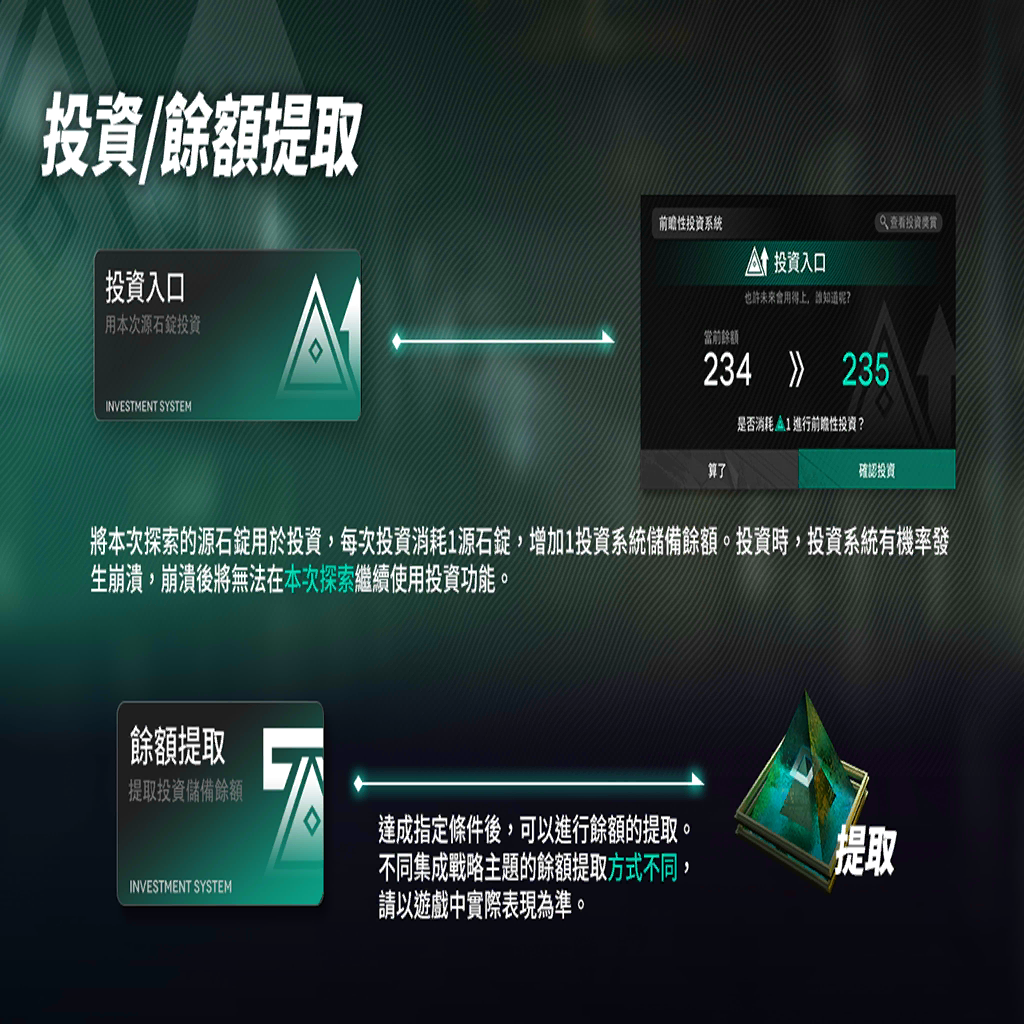 投資/餘額提取
投資入口
用本次源石錠投資
INVESTMENT SYSTEM
前瞻性投資系統
查看投資獎賞
投資入口
也許未來會用得上，誰知道呢？
當前餘額
234 》 235
是否消耗1進行前瞻性投資？
算了
確認投資
將本次探索的源石錠用於投資，每次投資消耗1源石錠，增加1投資系統儲備餘額。投資時，投資系統有機率發
生崩潰，崩潰後將無法在本次探索繼續使用投資功能。
餘額提取
提取投資儲備餘額
INVESTMENT SYSTEM
達成指定條件後，可以進行餘額的提取。
不同集成戰略主題的餘額提取方式不同，
請以遊戲中實際表現為準。
提取